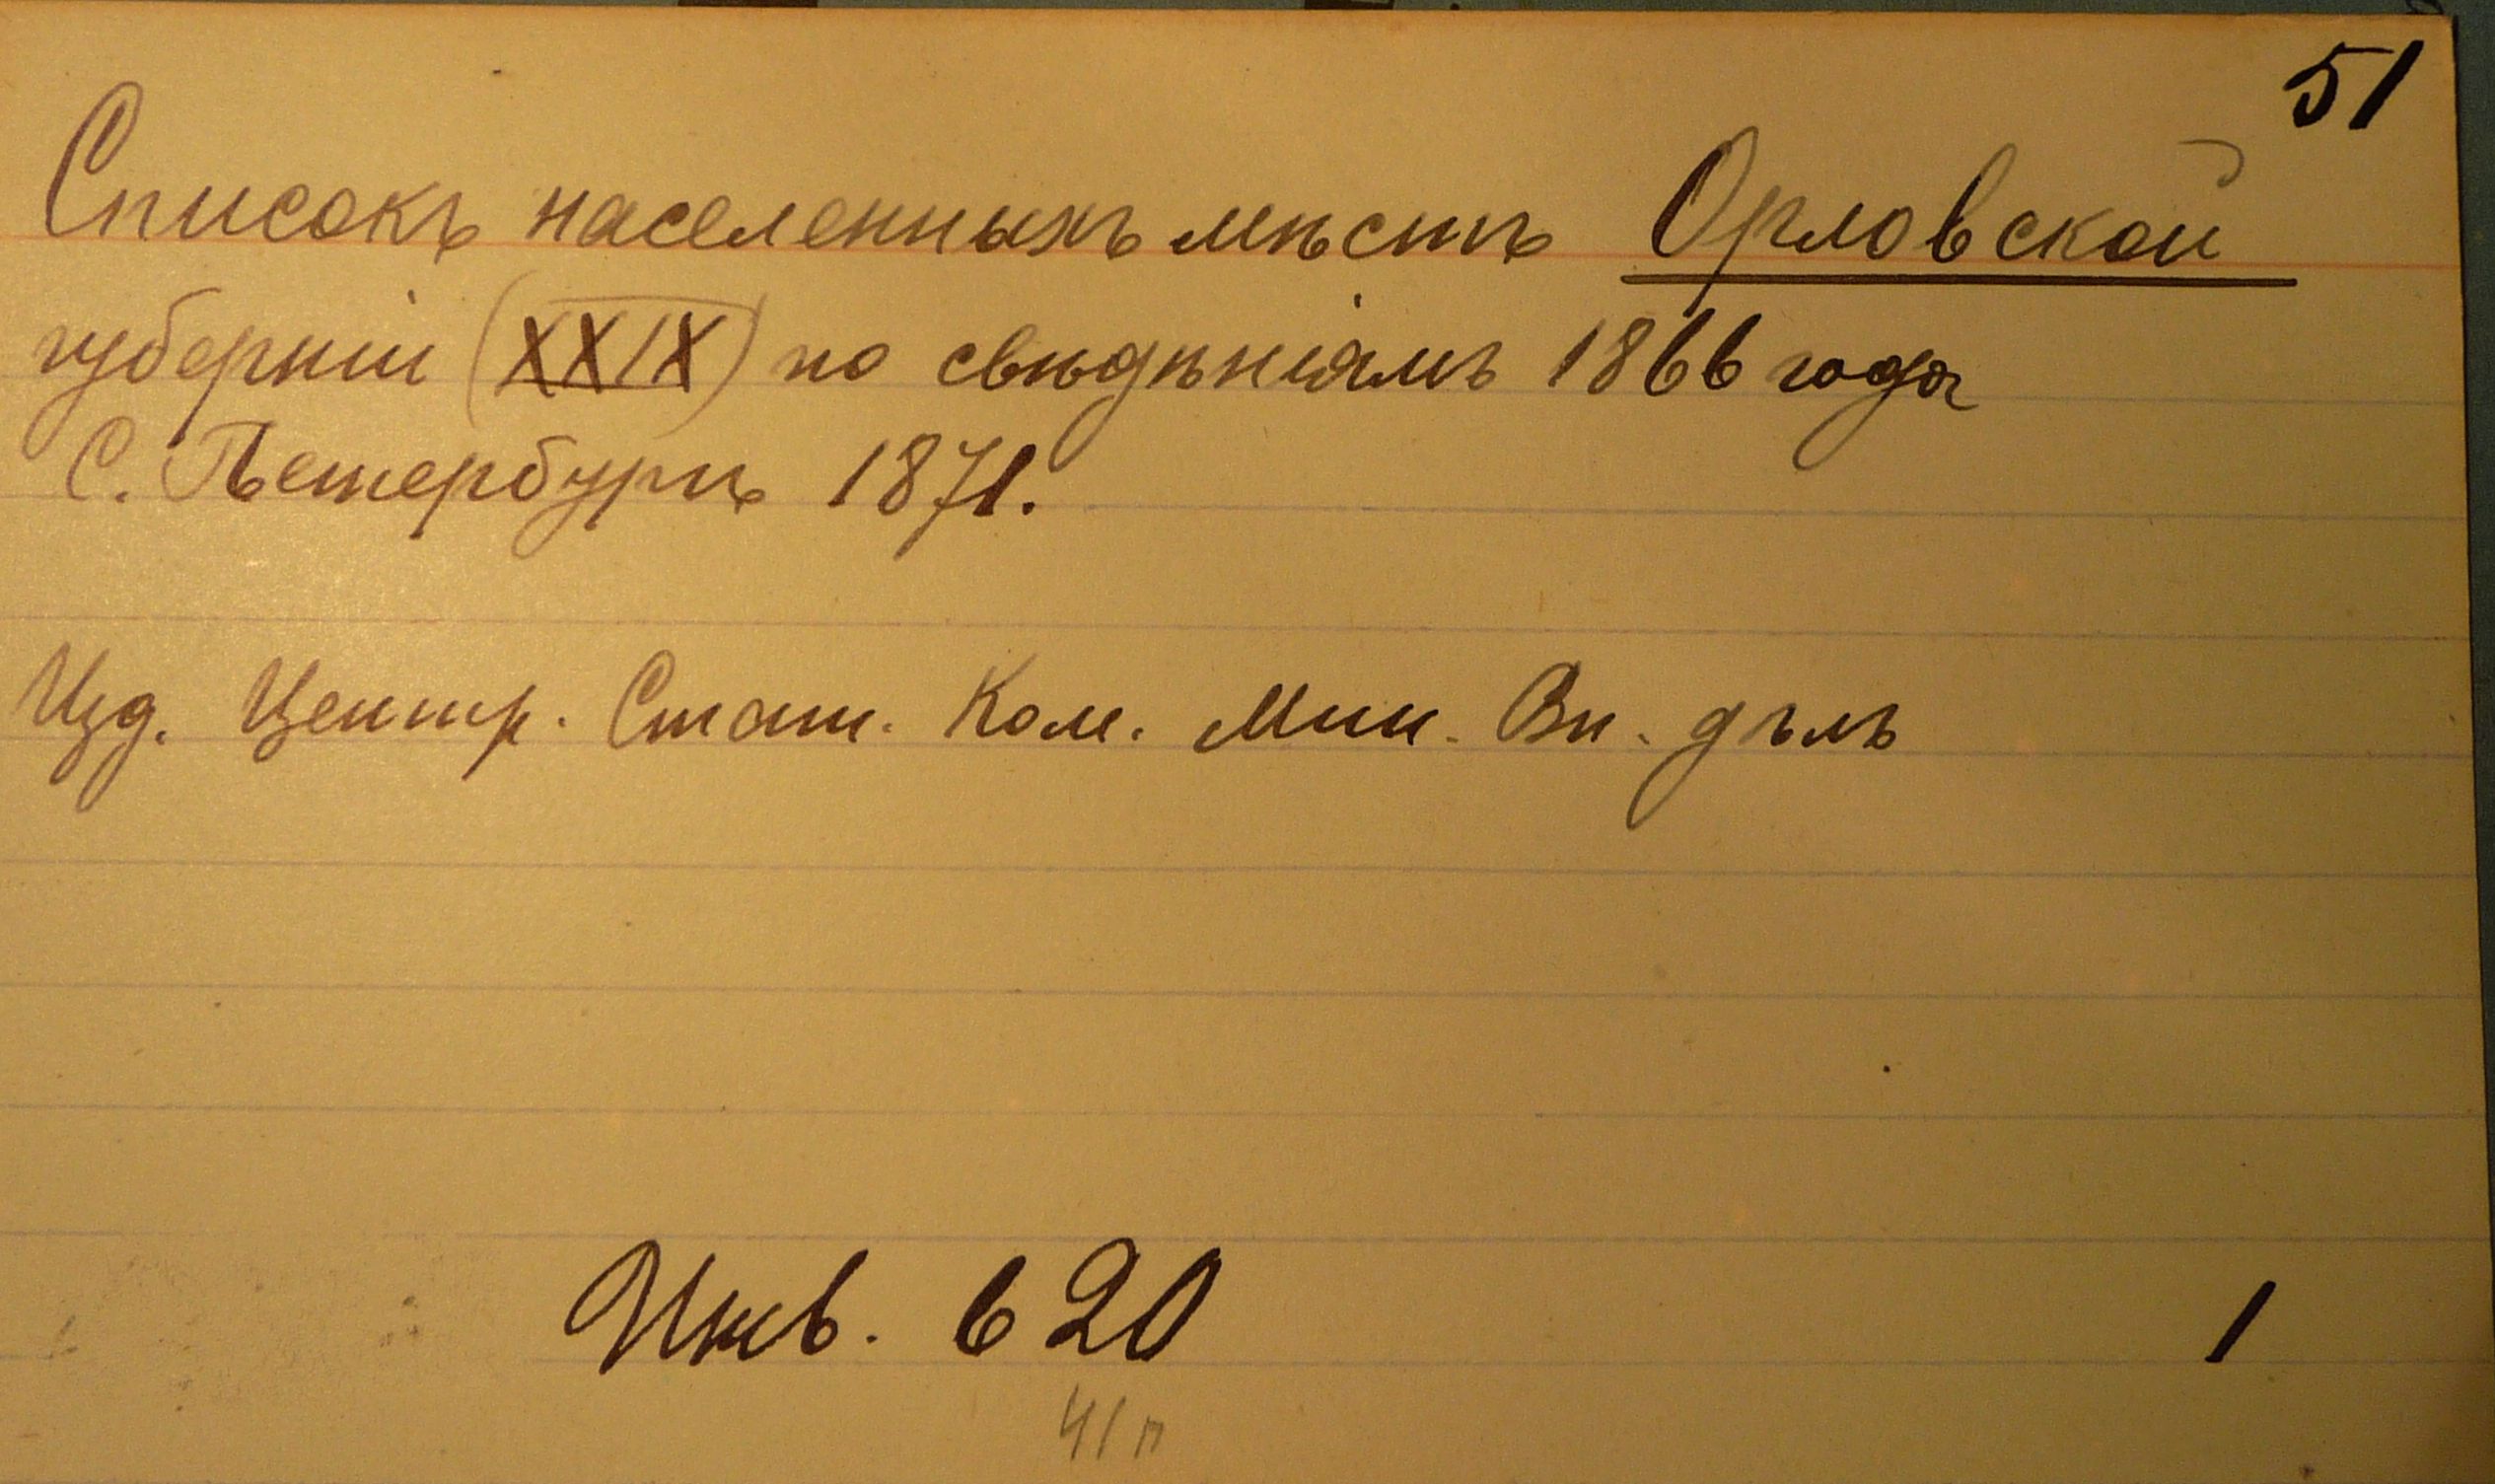 51
Списокъ населенныхъ мѣстъ Орловской
губерніи (XXIX) по свѣдѣніямъ 1866 года
С. Петербургъ 1871.
Изд. Центр. Стат. Ком. Мин. Вн. дѣлъ
Инв. 620
1
41п